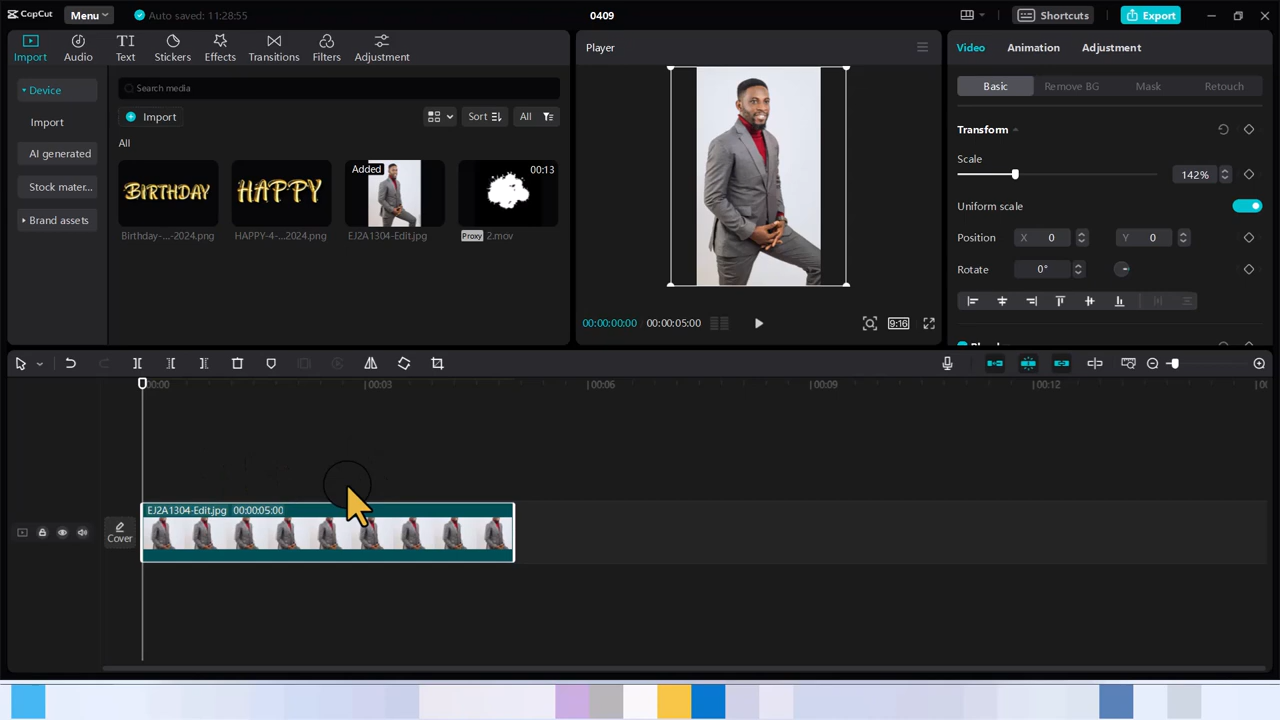 CapCut Menu Auto saved: 11:28:55 0409 Shortcuts Export
Import Audio Text Stickers Effects Transitions Filters Adjustment
Device
Import
AI generated
Stock mater...
Brand assets
Search media
Import Sort All
All
BIRTHDAY HAPPY Added 00:13
Birthday-...-2024.png HAPPY-4-...2024.png EJ2A1304-Edit.jpg Proxy 2.mov
Player
00:00:00:00 / 00:00:05:00 9:16
Video Animation Adjustment
Basic Remove BG Mask Retouch
Transform
Scale
142%
Uniform scale
Position X 0 Y 0
Rotate 0°
00:00 00:03 00:06 00:09 00:12
EJ2A1304-Edit.jpg 00:00:05:00
Cover